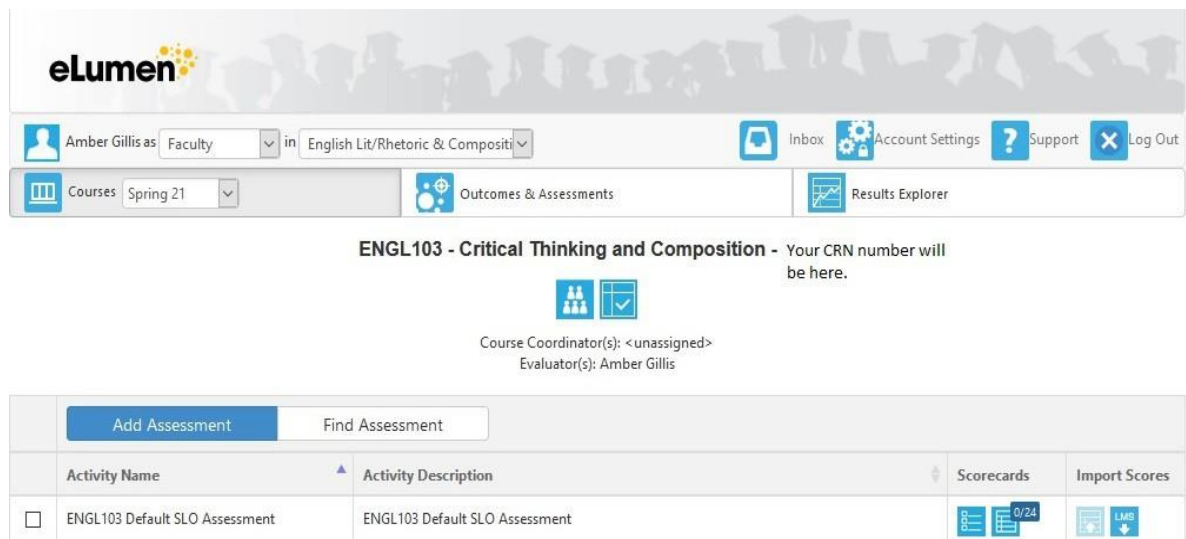 eLumen
Amber Gillis as Faculty in English Lit/Rhetoric & Compositi
Inbox Account Settings ? Support Log Out
Courses Spring 21 Outcomes & Assessments Results Explorer
ENGL103 - Critical Thinking and Composition - Your CRN number will
be here.
Course Coordinator(s): <unassigned>
Evaluator(s): Amber Gillis
Add Assessment Find Assessment
Activity Name Activity Description Scorecards Import Scores
ENGL103 Default SLO Assessment ENGL103 Default SLO Assessment 0/24 LMS